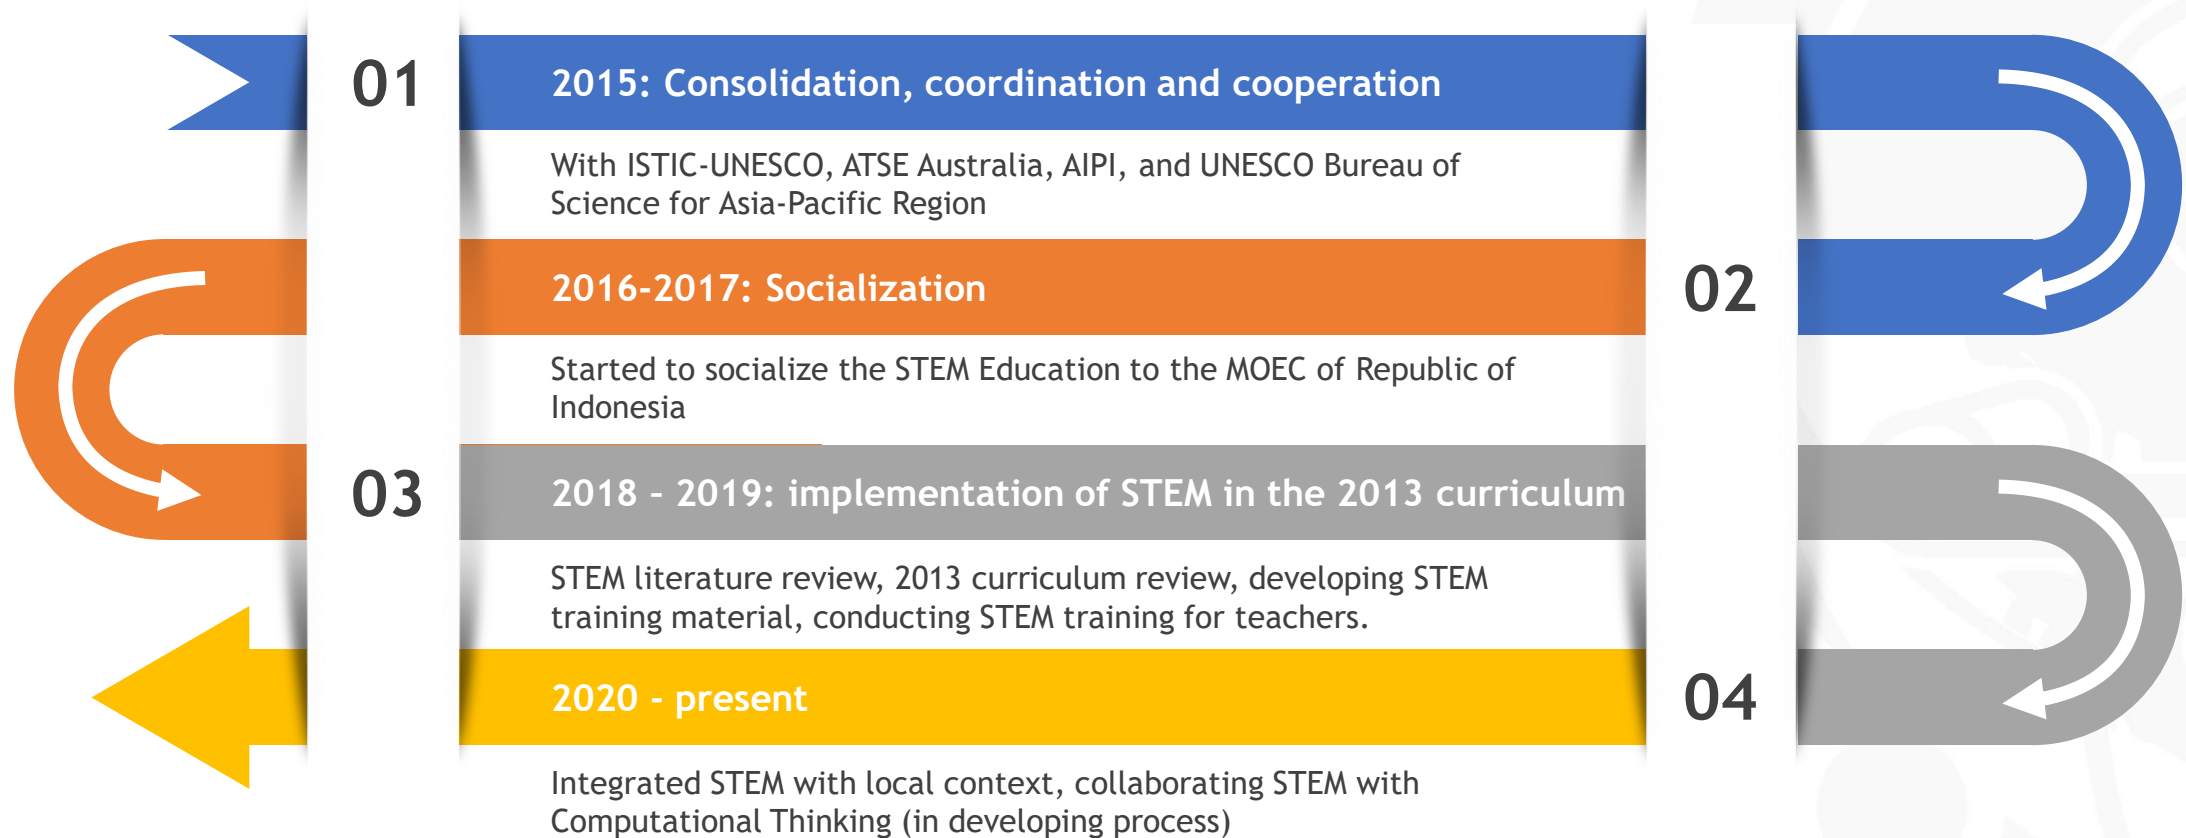 01
2015: Consolidation, coordination and cooperation
With ISTIC-UNESCO, ATSE Australia, AIPI, and UNESCO Bureau of
Science for Asia-Pacific Region
2016-2017: Socialization
02
Started to socialize the STEM Education to the MOEC of Republic of
Indonesia
03
2018 – 2019: implementation of STEM in the 2013 curriculum
STEM literature review, 2013 curriculum review, developing STEM
training material, conducting STEM training for teachers.
2020 - present
04
Integrated STEM with local context, collaborating STEM with
Computational Thinking (in developing process)